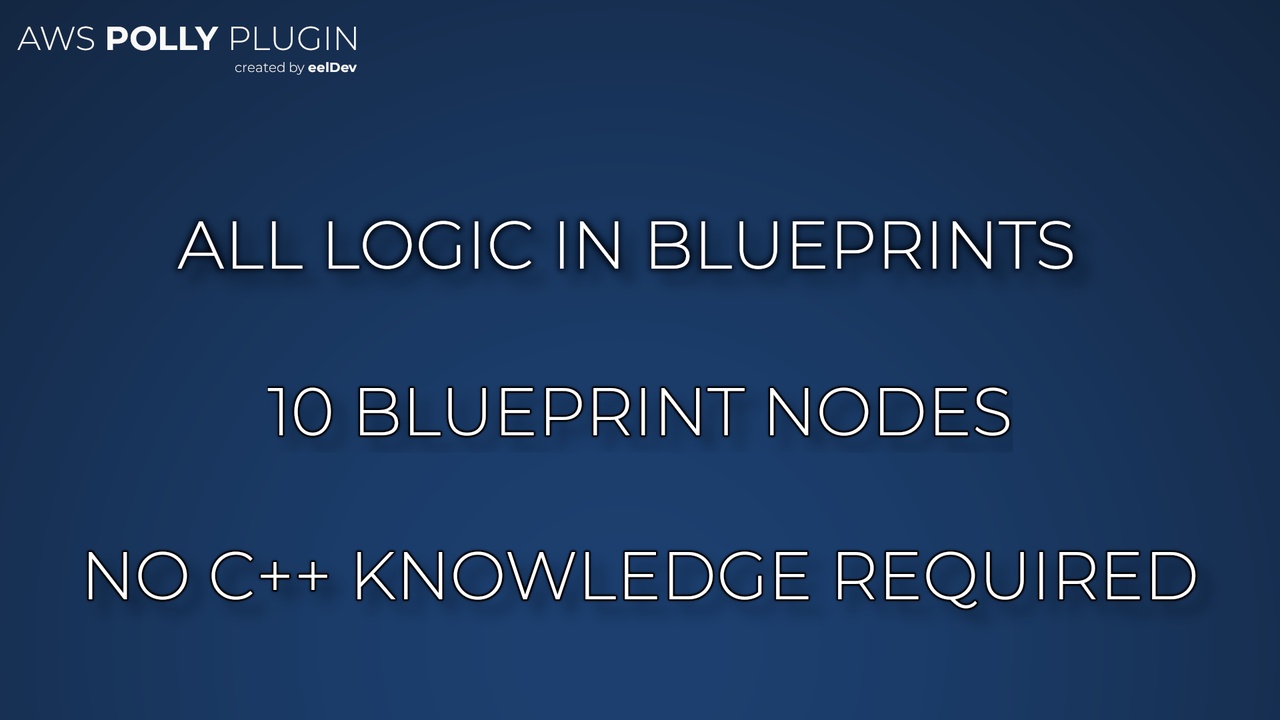 AWS POLLY PLUGIN
created by eelDev
ALL LOGIC IN BLUEPRINTS
10 BLUEPRINT NODES
NO C++ KNOWLEDGE REQUIRED